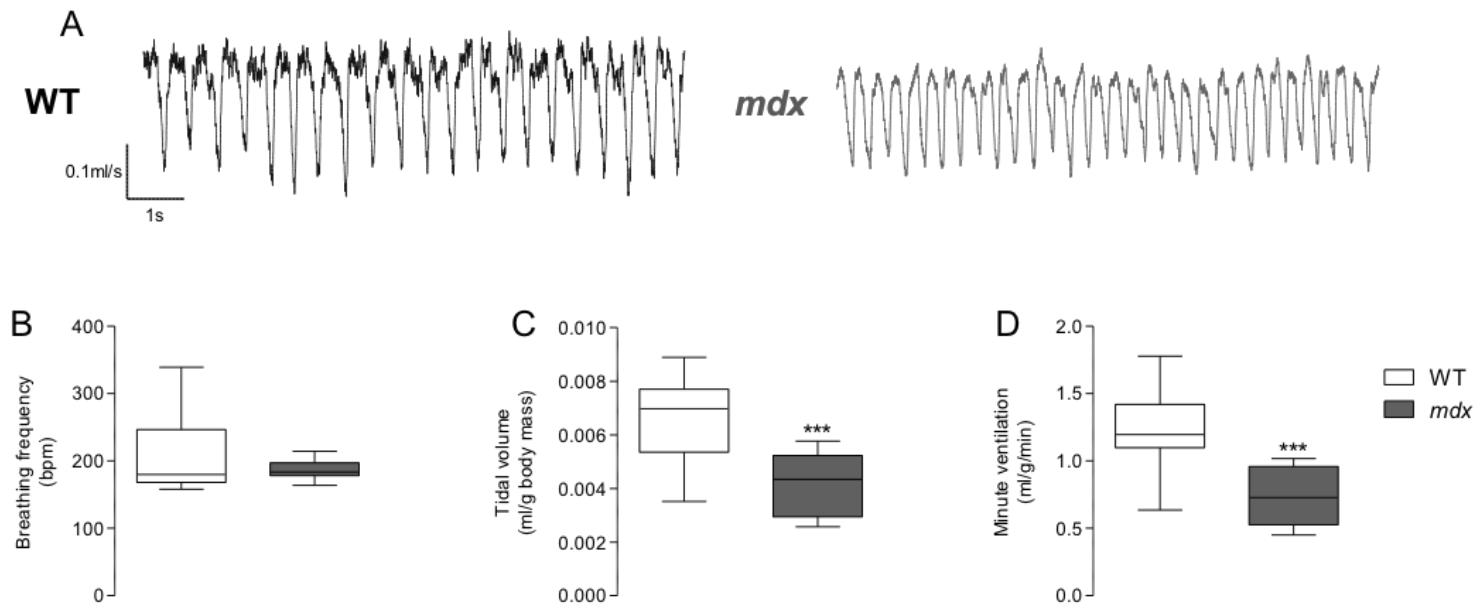 A
WT
mdx
0.1ml/s
1s
B
Breathing frequency
(bpm)
400
300
200
100
0
C
Tidal volume
(ml/g body mass)
0.010
0.008
0.006
0.004
0.002
0.000
***
D
Minute ventilation
(ml/g/min)
2.0
1.5
1.0
0.5
0.0
***
WT
mdx